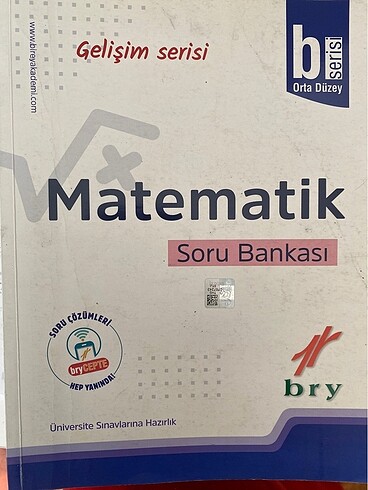 www.bireyakademi.com
Gelişim serisi
b serisi
Orta Düzey
Matematik
Soru Bankası
SORU ÇÖZÜMLERİ
bryCEPTE
HEP YANINDA!
bry
Üniversite Sınavlarına Hazırlık